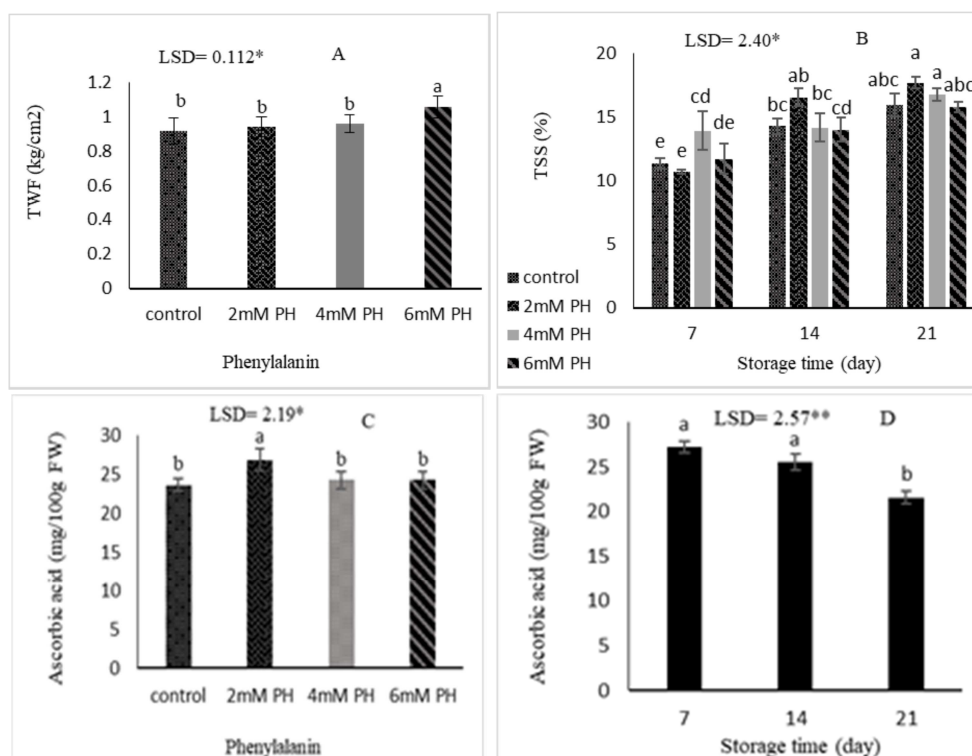 LSD= 0.112* A
TWF (kg/cm2)
1.2
1
0.8
0.6
0.4
0.2
0
b
b
b
a
control 2mM PH 4mM PH 6mM PH
Phenylalanin
LSD= 2.40* B
TSS (%)
20
15
10
5
0
e e cd de
bc ab bc cd
abc a a abc
control
2mM PH
4mM PH
6mM PH
7 14 21
Storage time (day)
LSD= 2.19* C
Ascorbic acid (mg/100g FW)
30
25
20
15
10
5
0
b a b b
control 2mM PH 4mM PH 6mM PH
Phenylalanin
LSD= 2.57** D
Ascorbic acid (mg/100g FW)
30
25
20
15
10
5
0
a a b
7 14 21
Storage time (day)